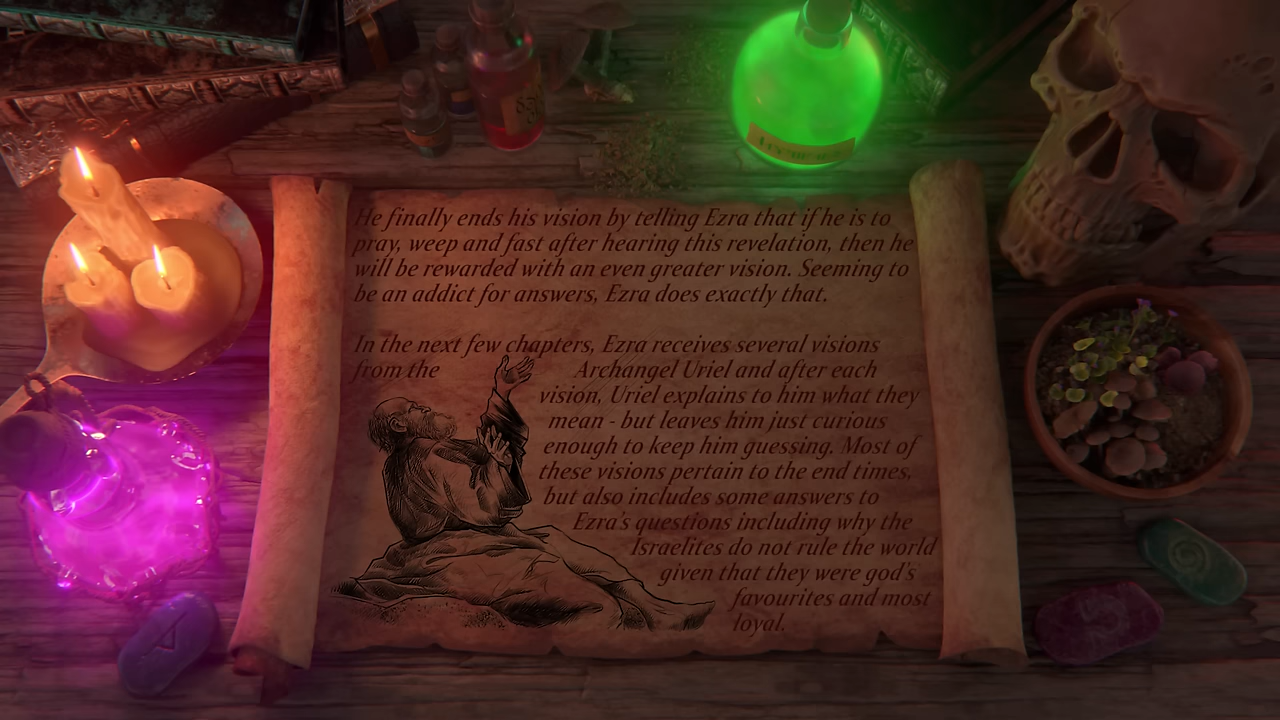 He finally ends his vision by telling Ezra that if he is to
pray, weep and fast after hearing this revelation, then he
will be rewarded with an even greater vision. Seeming to
be an addict for answers, Ezra does exactly that.
In the next few chapters, Ezra receives several visions
from the Archangel Uriel and after each
vision, Uriel explains to him what they
mean - but leaves him just curious
enough to keep him guessing. Most of
these visions pertain to the end times,
but also includes some answers to
Ezra's questions including why the
Israelites do not rule the world
given that they were god's
favourites and most
loyal.